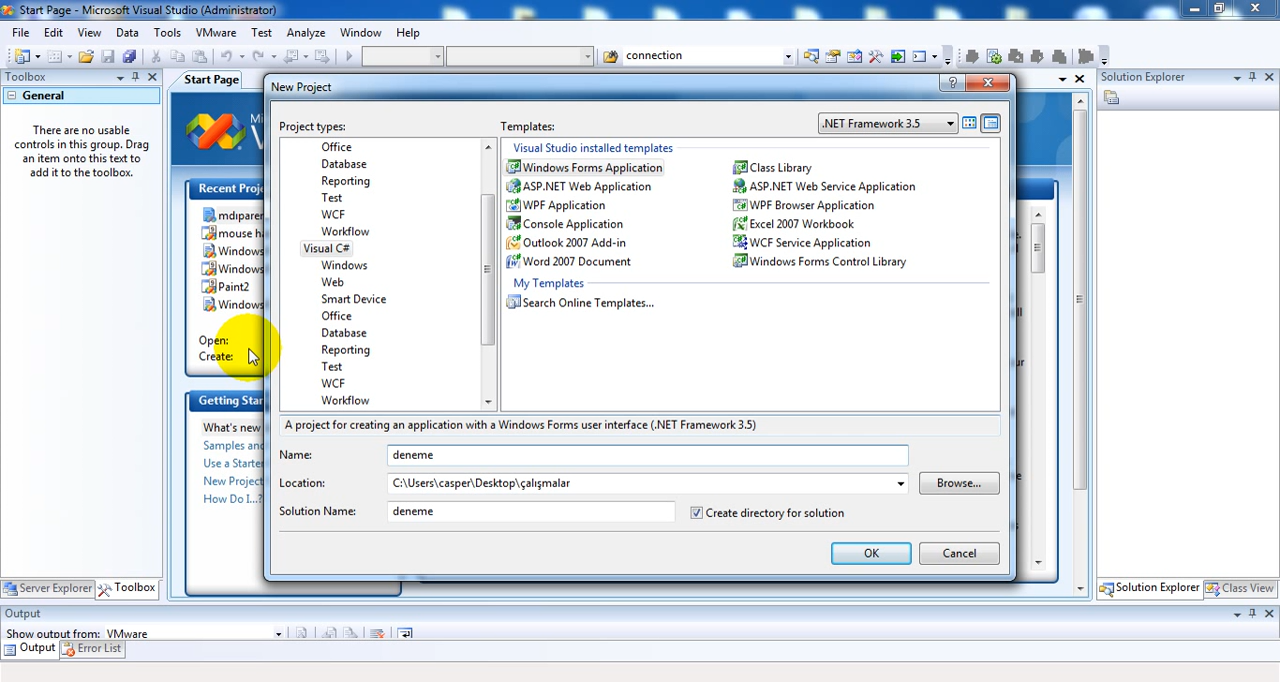 Start Page - Microsoft Visual Studio (Administrator)
File Edit View Data Tools VMware Test Analyze Window Help
connection
Toolbox
General
There are no usable
controls in this group. Drag
an item onto this text to
add it to the toolbox.
Start Page
Recent Proje
mdipare
mouse ha
Windows
Windows
Paint2
Windows
Open:
Create:
Getting Star
What's new
Samples and
Use a Starte
New Project
How Do I...?
New Project
Project types:
Office
Database
Reporting
Test
WCF
Workflow
Visual C#
Windows
Web
Smart Device
Office
Database
Reporting
Test
WCF
Workflow
Templates:
.NET Framework 3.5
Visual Studio installed templates
Windows Forms Application
ASP.NET Web Application
WPF Application
Console Application
Outlook 2007 Add-in
Word 2007 Document
Class Library
ASP.NET Web Service Application
WPF Browser Application
Excel 2007 Workbook
WCF Service Application
Windows Forms Control Library
My Templates
Search Online Templates...
A project for creating an application with a Windows Forms user interface (.NET Framework 3.5)
Name: deneme
Location: C:\Users\casper\Desktop\çalışmalar
Browse...
Solution Name: deneme
Create directory for solution
OK
Cancel
Solution Explorer
Server Explorer
Toolbox
Solution Explorer
Class View
Output
Show output from: VMware
Output
Error List